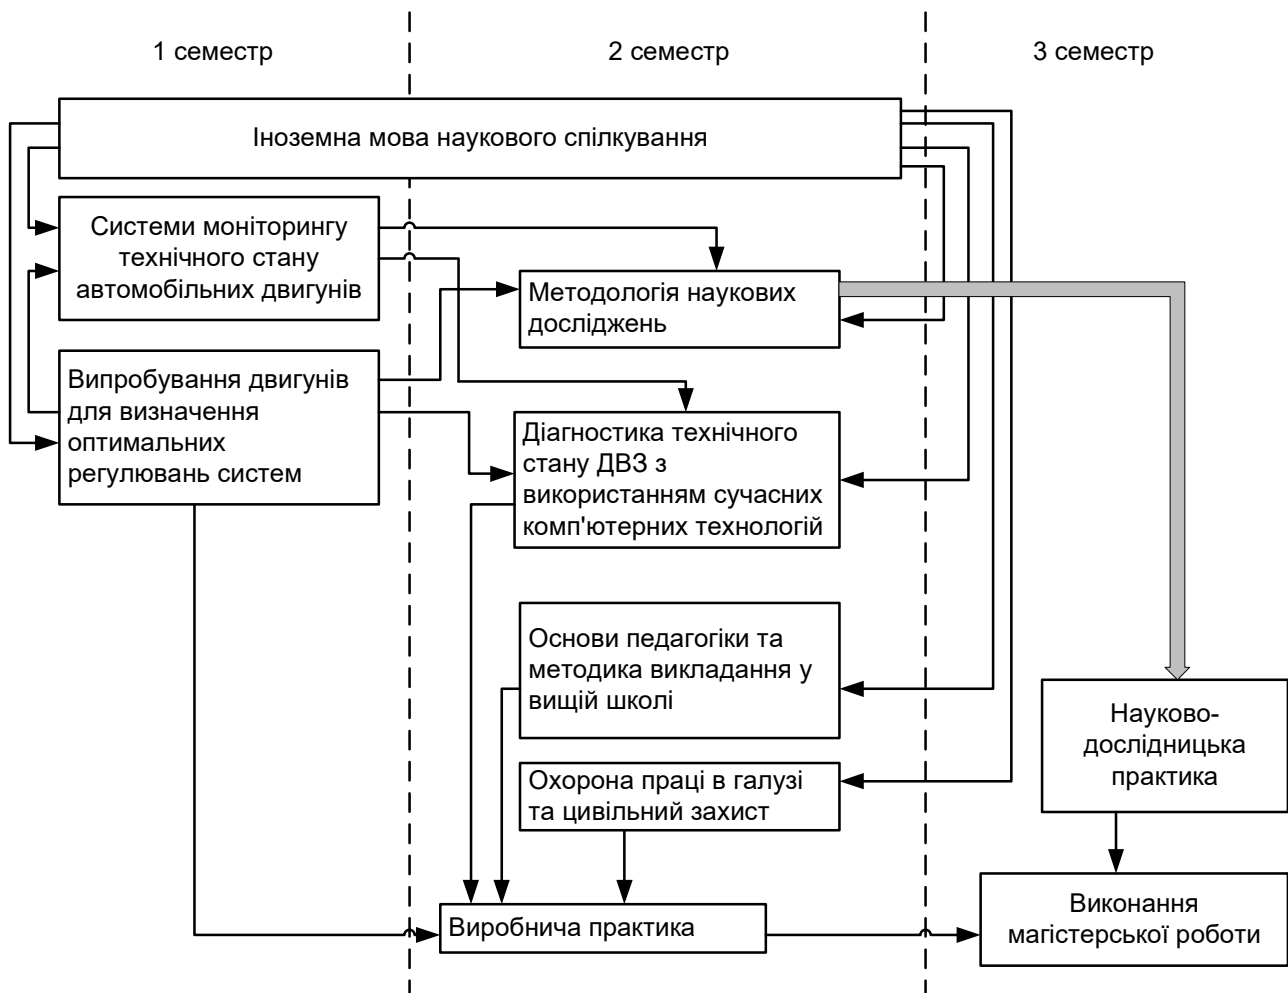 1 семестр
2 семестр
3 семестр
Іноземна мова наукового спілкування
Системи моніторингу
технічного стану
автомобільних двигунів
Методологія наукових
досліджень
Випробування двигунів
для визначення
оптимальних
регулювань систем
Діагностика технічного
стану ДВЗ з
використанням сучасних
комп'ютерних технологій
Основи педагогіки та
методика викладання у
вищій школі
Науково-
дослідницька
практика
Охорона праці в галузі
та цивільний захист
Виробнича практика
Виконання
магістерської роботи